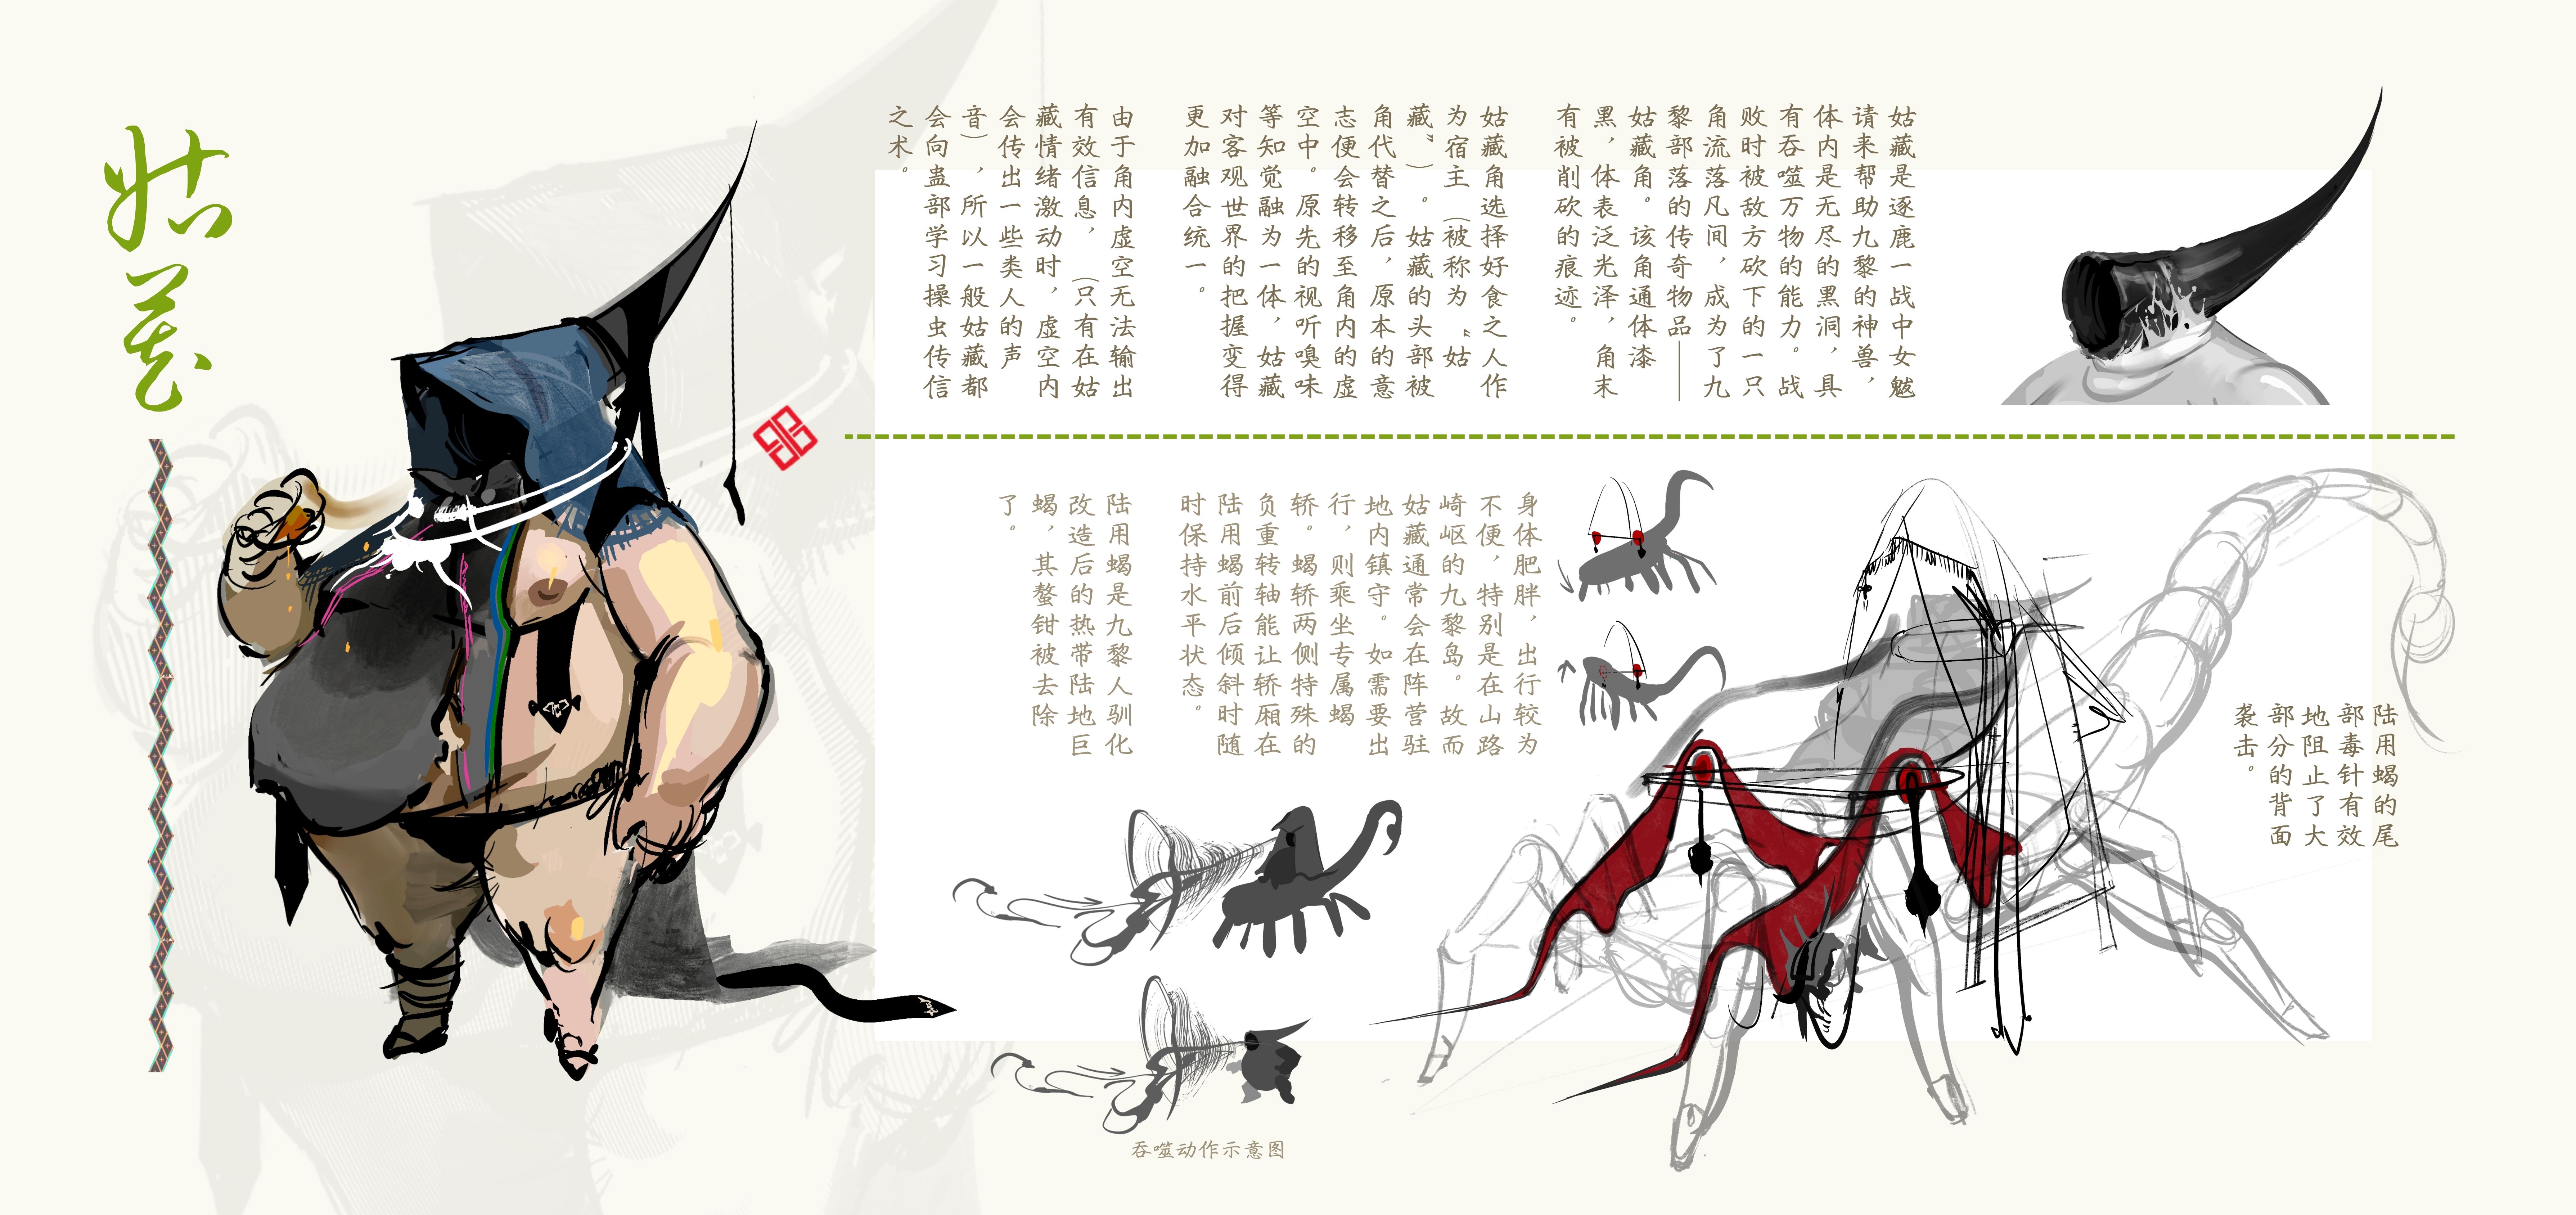 姑藏
姑藏是逐鹿一战中女魃
请来帮助九黎的神兽，
体内是无尽的黑洞，具
有吞噬万物的能力。战
败时被敌方砍下的一只
角流落凡间，成为了九
黎部落的传奇物品——
姑藏角。该角通体漆
黑，体表泛光泽，角末
有被削砍的痕迹。
姑藏角选择好食之人作
为宿主（被称为“姑
藏”）。姑藏的头部被
角代替之后，原本的意
志便会转移至角内的虚
空中。原先的视听嗅味
等知觉融为一体，姑藏
对客观世界的把握变得
更加融合统一。
由于角内虚空无法输出
有效信息，（只有在姑
藏情绪激动时，虚空内
会传出一些类人的声
音），所以一般姑藏都
会向蛊部学习操虫传信
之术。
陆用蝎的尾
部毒针有效
地阻止了大
部分的背面
袭击。
身体肥胖，出行较为
不便，特别是在山路
崎岖的九黎岛。故而
姑藏通常会在阵营驻
地内镇守。如需要出
行，则乘坐专属蝎
轿。蝎轿两侧特殊的
负重转轴能让轿厢在
陆用蝎前后倾斜时随
时保持水平状态。
陆用蝎是九黎人驯化
改造后的热带陆地巨
蝎，其螯钳被去除
了。
吞噬动作示意图